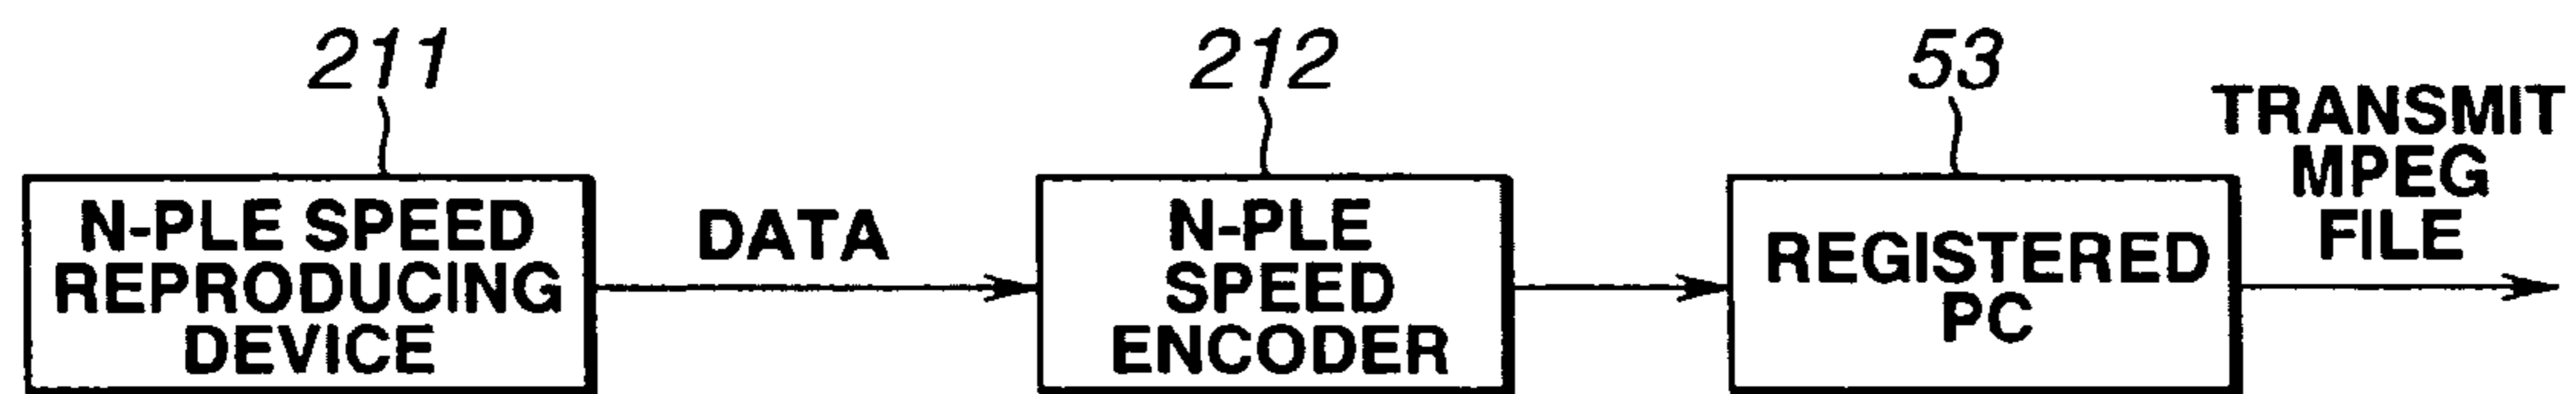 211
212
53
N-PLE SPEED
REPRODUCING
DEVICE
DATA
N-PLE
SPEED
ENCODER
REGISTERED
PC
TRANSMIT
MPEG
FILE